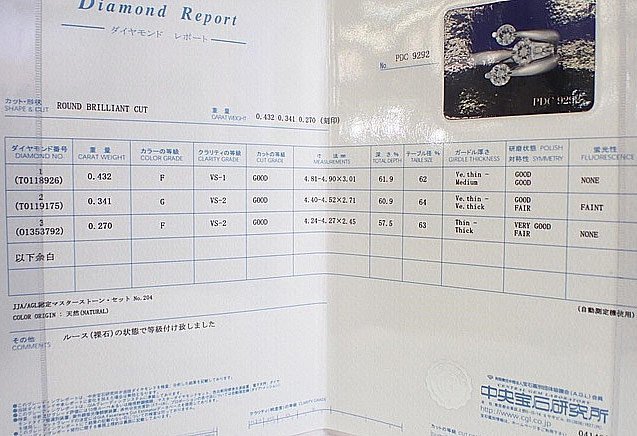 Diamond Report
ダイヤモンド レポート
No PDC 9292
PDC 9292
カット・形状 SHAPE & CUT ROUND BRILLIANT CUT 重量 CARAT WEIGHT 0.432 0.341 0.270 (刻印)
ダイヤモンド番号 重量 カラーの等級 クラリティの等級 カットの等級 寸法 mm 深さ% テーブル径% ガードル厚さ 研磨状態 POLISH 蛍光性
DIAMOND NO. CARAT WEIGHT COLOR GRADE CLARITY GRADE CUT GRADE MEASUREMENTS TOTAL DEPTH TABLE SIZE GIRDLE THICKNESS 対称性 SYMMETRY FLUORESCENCE
1 (T0118926) 0.432 F VS-1 GOOD 4.81-4.90×3.01 61.9 62 Ve.thin - Medium GOOD GOOD NONE
2 (T0119175) 0.341 G VS-2 GOOD 4.40-4.52×2.71 60.9 64 Ve.thin - Ve.thick GOOD FAIR FAINT
3 (O1353792) 0.270 F VS-2 GOOD 4.24-4.27×2.45 57.5 63 Thin - Thick VERY GOOD FAIR NONE
以下余白
JJA/AGL認定マスターストーン・セット No.204
COLOR ORIGIN : 天然(NATURAL)
(自動測定機使用)
その他 COMMENTS ルース(裸石)の状態で等級付け致しました
中央宝石研究所
http://www.cgl.co.jp